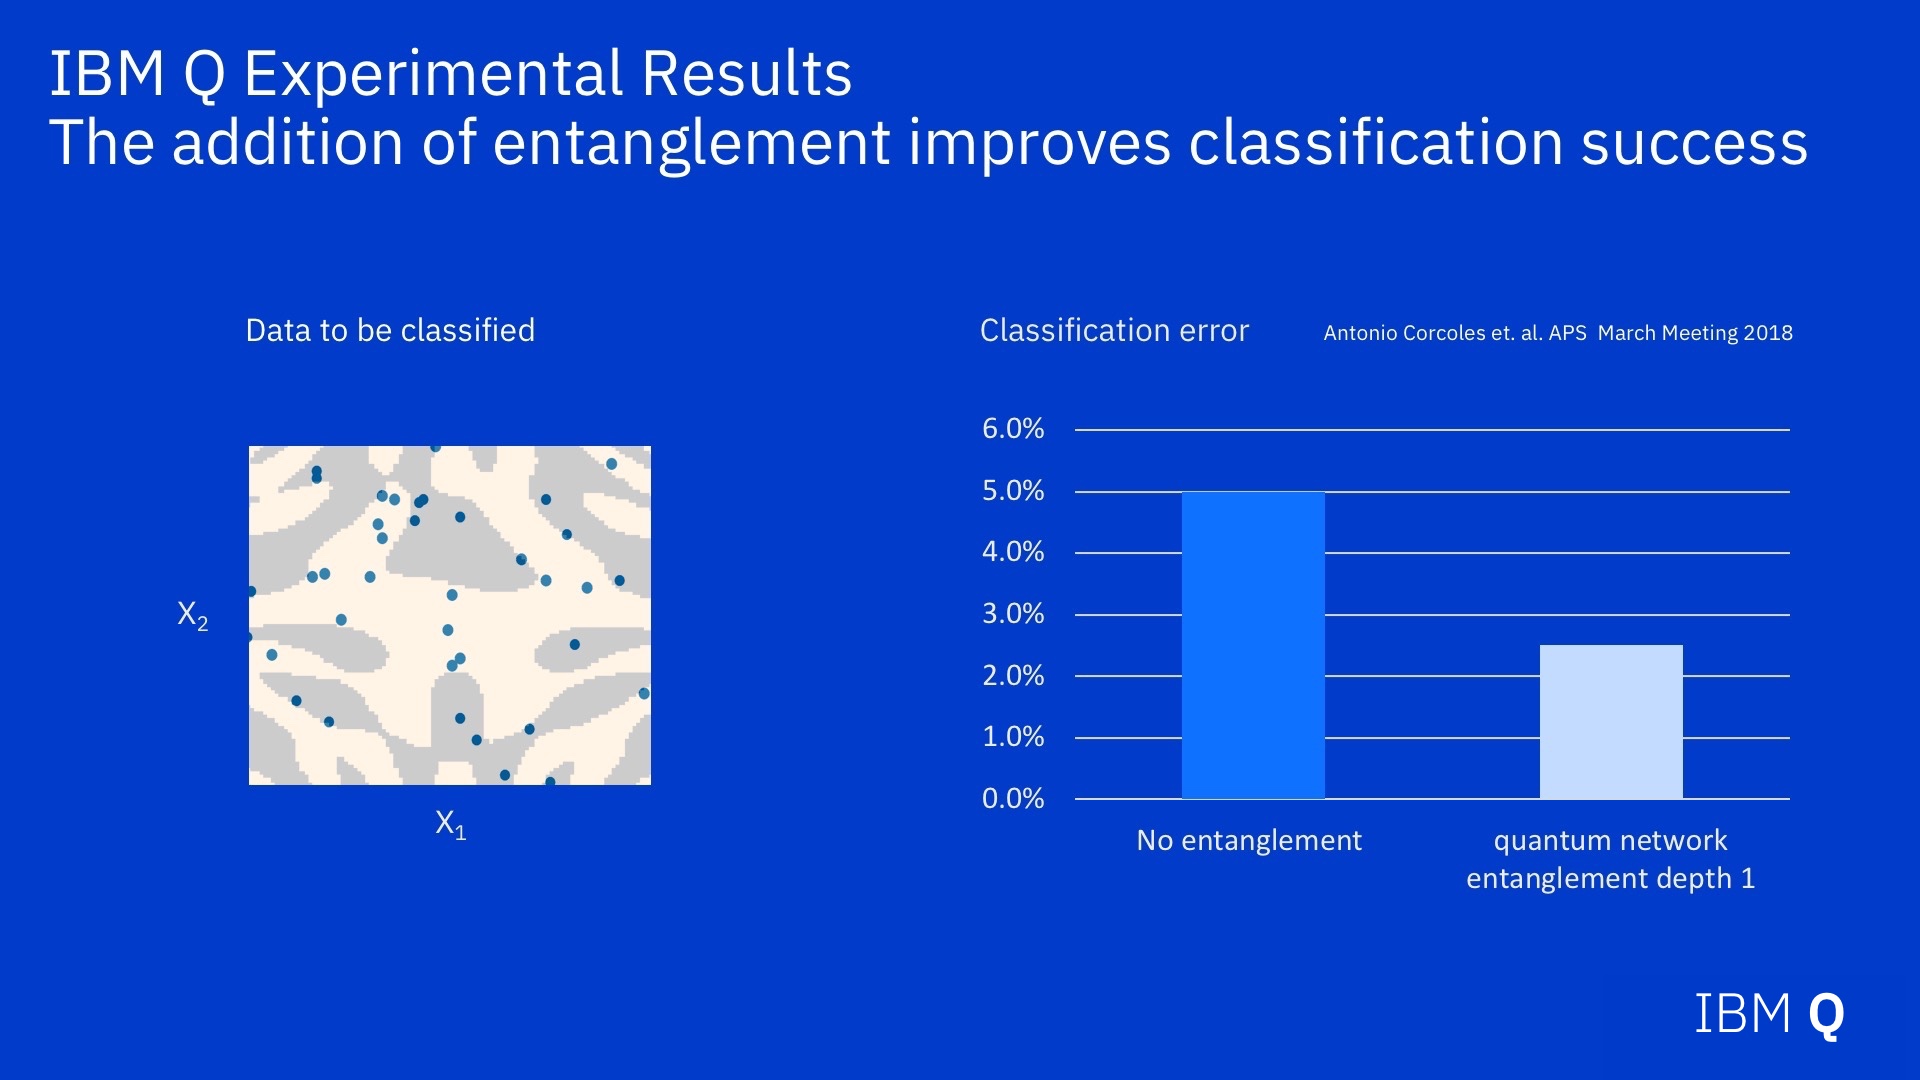 IBM Q Experimental Results
The addition of entanglement improves classification success
Data to be classified
X₂
X₁
Classification error
Antonio Corcoles et. al. APS  March Meeting 2018
6.0%
5.0%
4.0%
3.0%
2.0%
1.0%
0.0%
No entanglement
quantum network
entanglement depth 1
IBM Q